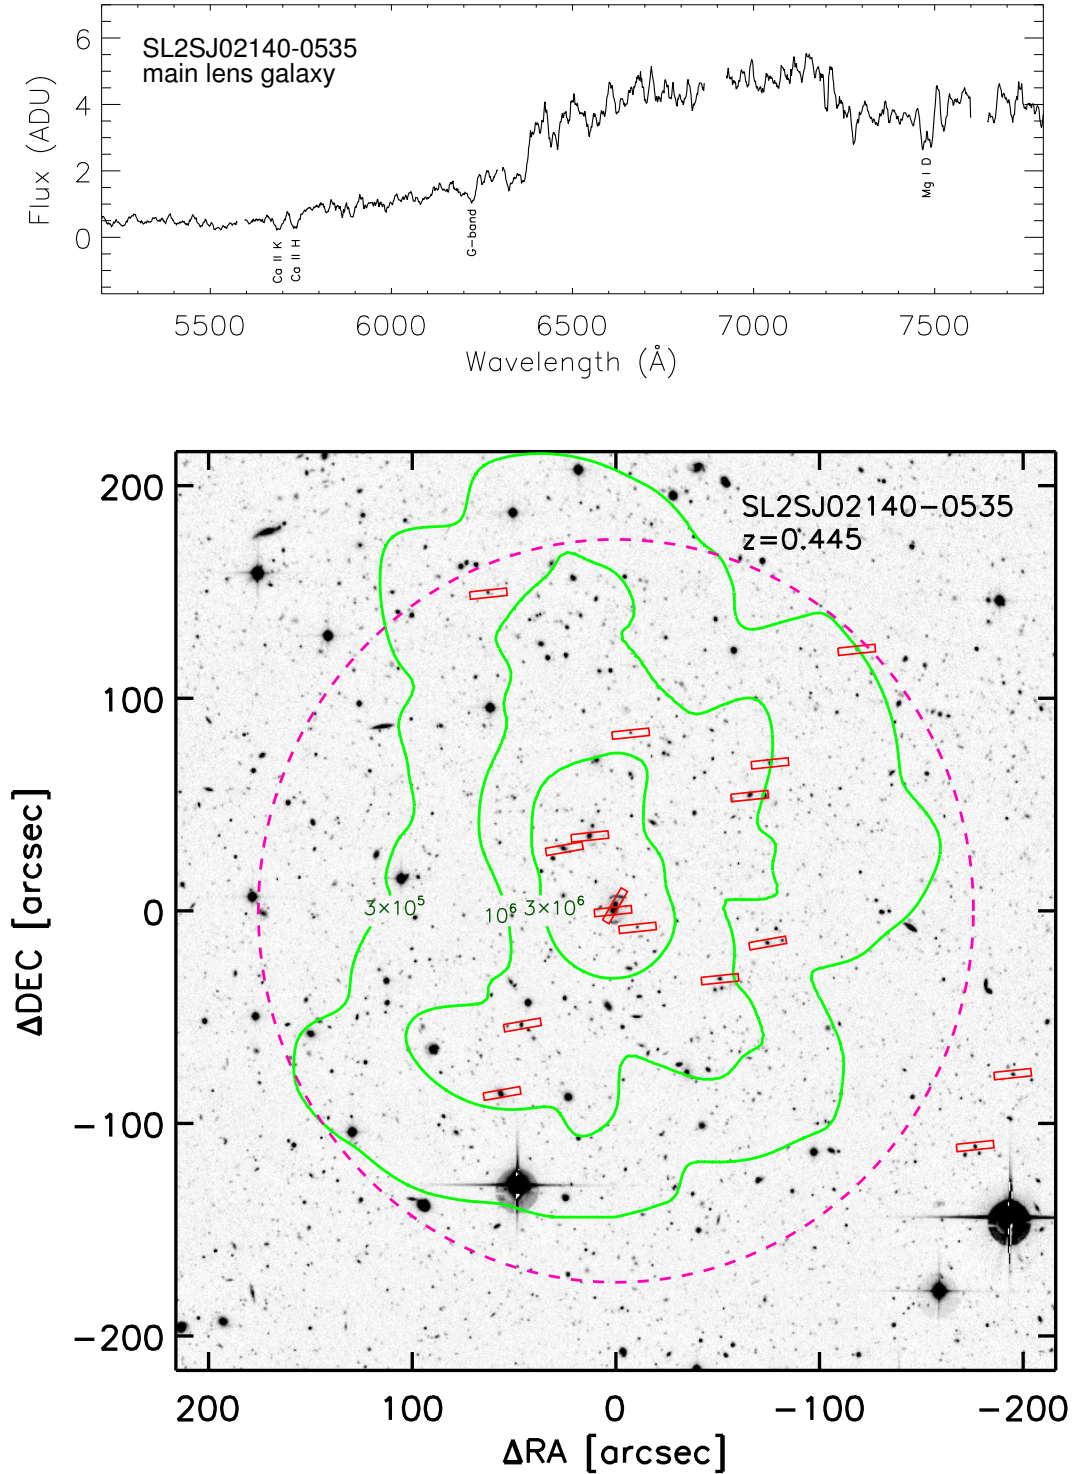 SL2SJ02140-0535
main lens galaxy
6
4
2
0
Flux (ADU)
Ca II K
Ca II H
G-band
Mg I D
5500 6000 6500 7000 7500
Wavelength (Å)
SL2SJ02140-0535
z=0.445
200
100
0
-100
-200
ΔDEC [arcsec]
3×10⁵ 10⁶ 3×10⁶
200 100 0 -100 -200
ΔRA [arcsec]